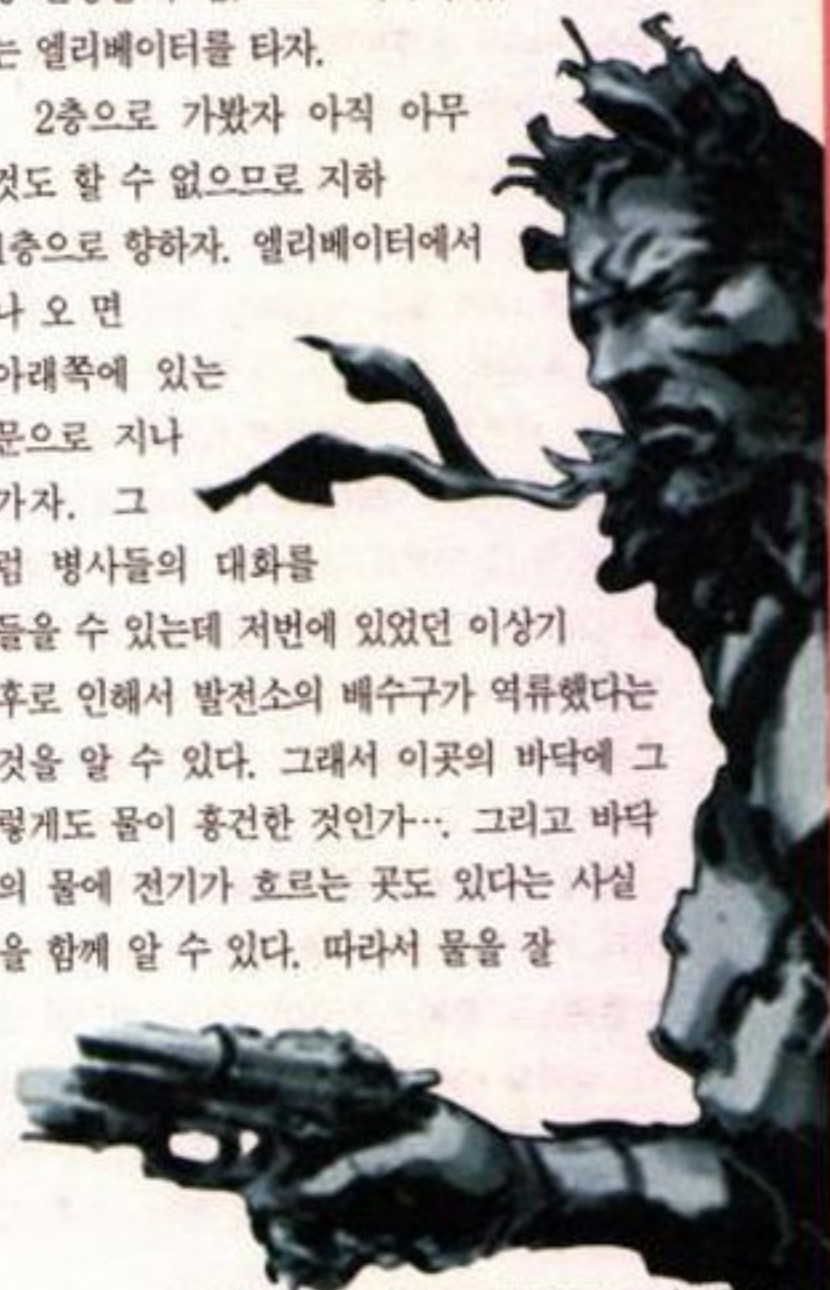 는 엘리베이터를 타자.
2층으로 가봤자 아직 아무
것도 할 수 없으므로 지하
1층으로 향하자. 엘리베이터에서
나 오 면
아래쪽에 있는
문으로 지나
가자. 그
럼 병사들의 대화를
들을 수 있는데 저번에 있었던 이상기
후로 인해서 발전소의 배수구가 역류했다는
것을 알 수 있다. 그래서 이곳의 바닥에 그
렇게도 물이 흥건한 것인가…. 그리고 바닥
의 물에 전기가 흐르는 곳도 있다는 사실
을 함께 알 수 있다. 따라서 물을 잘